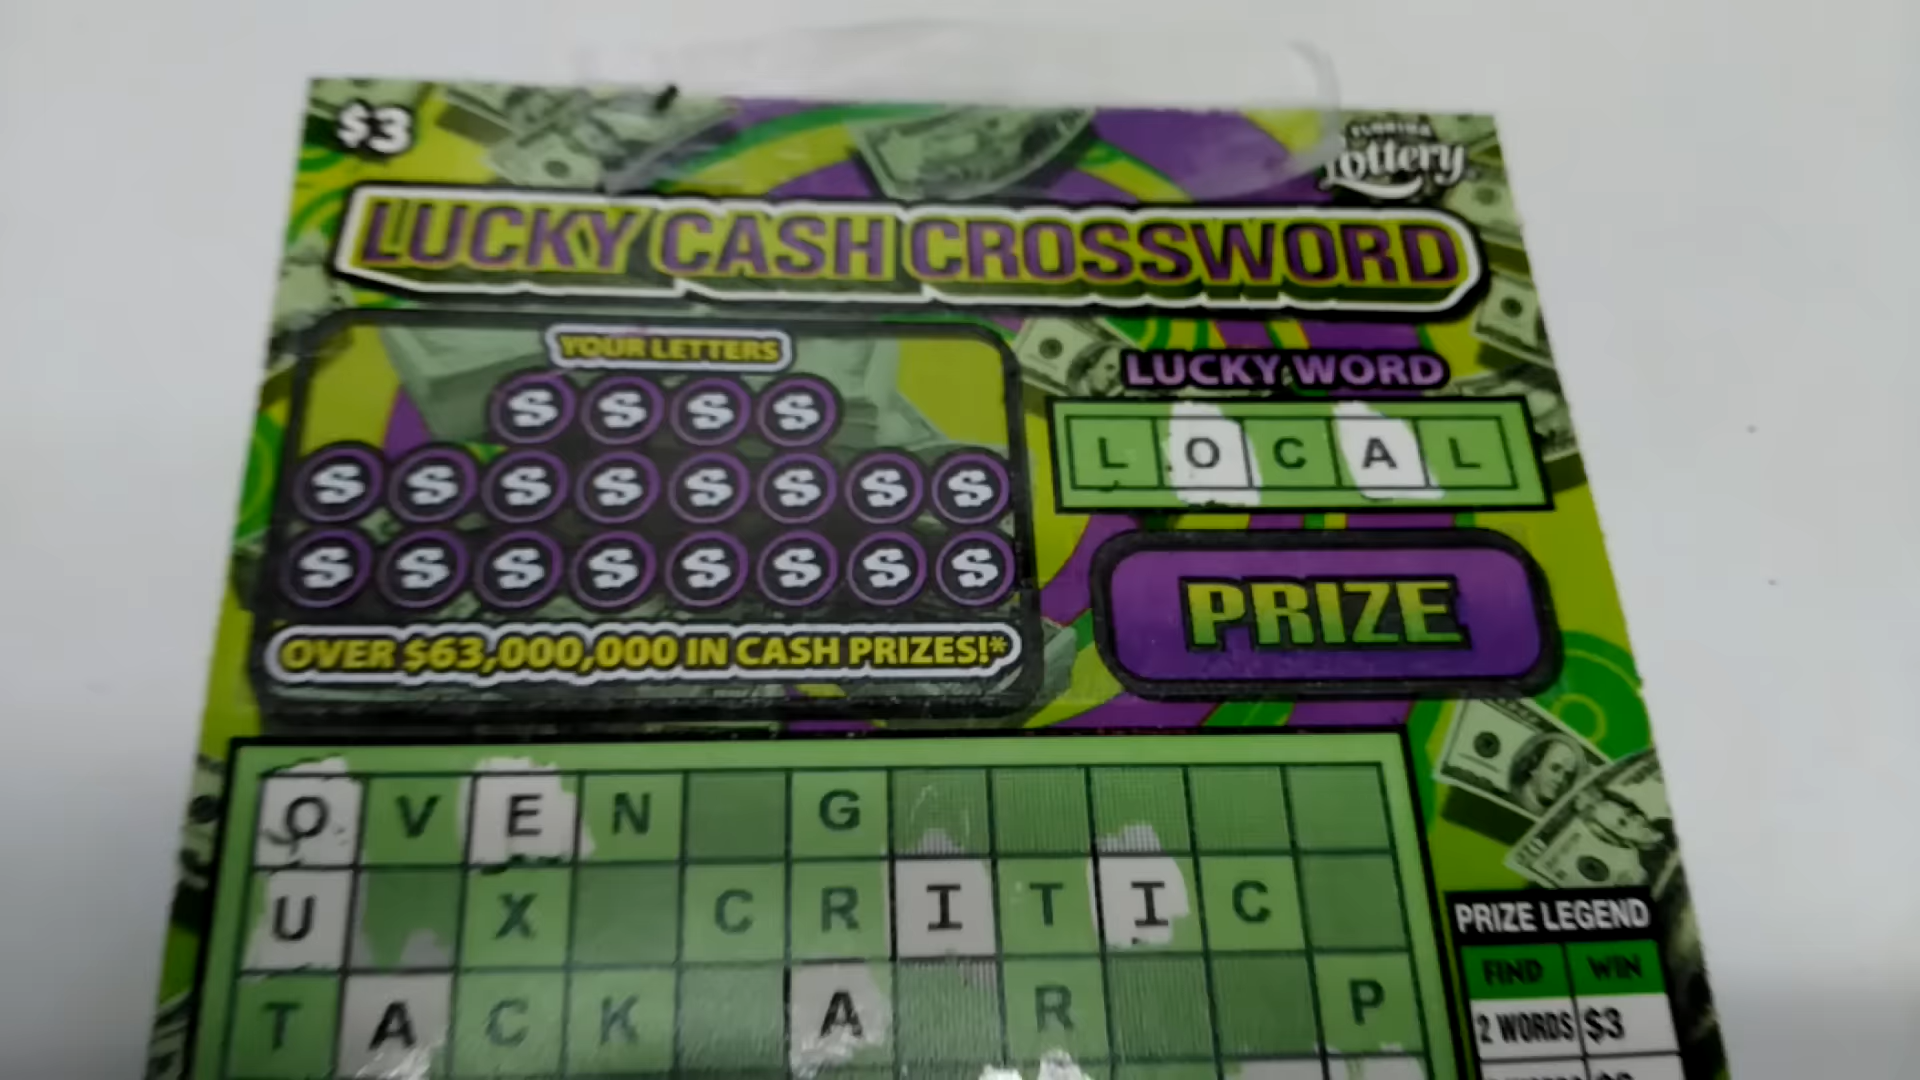 $3
FLORIDA
Lottery
LUCKY CASH CROSSWORD
YOUR LETTERS
$ $ $ $
$ $ $ $ $ $ $ $
$ $ $ $ $ $ $ $
OVER $63,000,000 IN CASH PRIZES!*
LUCKY WORD
L O C A L
PRIZE
O V E N G
U X C R I T I C
T A C K A R P
PRIZE LEGEND
FIND WIN
2 WORDS $3